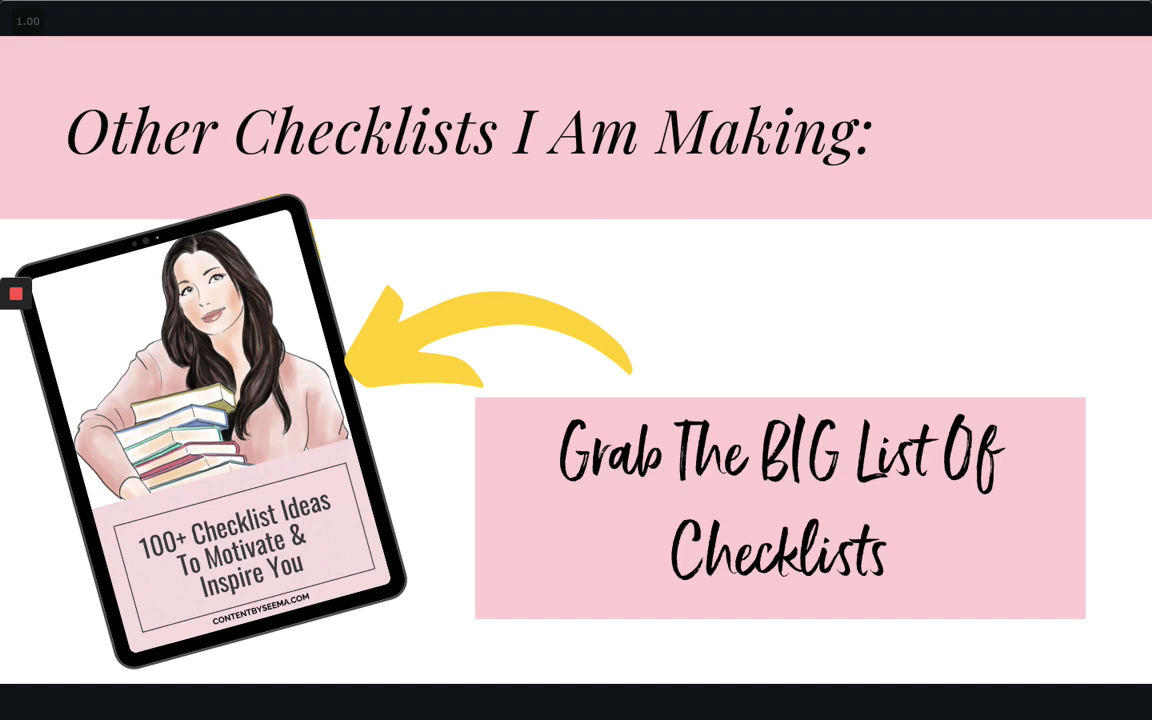 1.00
Other Checklists I Am Making:
Grab The BIG List Of
Checklists
100+ Checklist Ideas
To Motivate &
Inspire You
CONTENTBYSEEMA.COM